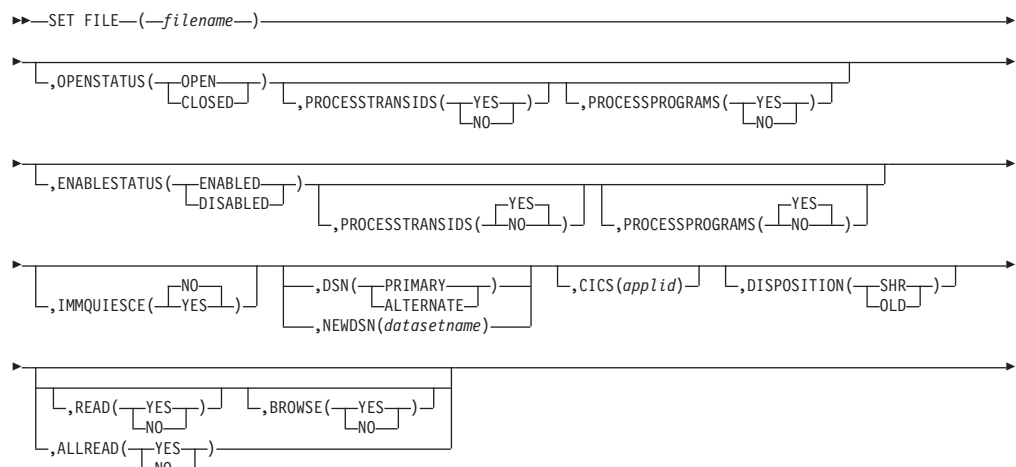 SET FILE ( filename )
,OPENSTATUS( OPEN ) ,PROCESSTRANSIDS( YES ) ,PROCESSPROGRAMS( YES )
CLOSED NO NO
,ENABLESTATUS( ENABLED ) YES YES
DISABLED ,PROCESSTRANSIDS( NO ) ,PROCESSPROGRAMS( NO )
NO ,DSN( PRIMARY ) ,CICS(applid) ,DISPOSITION( SHR )
,IMMQUIESCE( YES ) ALTERNATE OLD
,NEWDSN(datasetname)
,READ( YES ) ,BROWSE( YES )
NO NO
,ALLREAD( YES )
NO